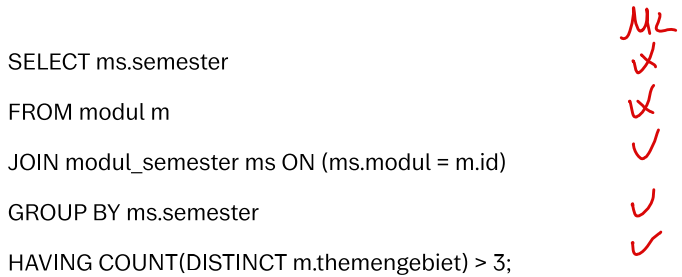 ML
SELECT ms.semester
FROM modul m
JOIN modul_semester ms ON (ms.modul = m.id)
GROUP BY ms.semester
HAVING COUNT(DISTINCT m.themengebiet) > 3;